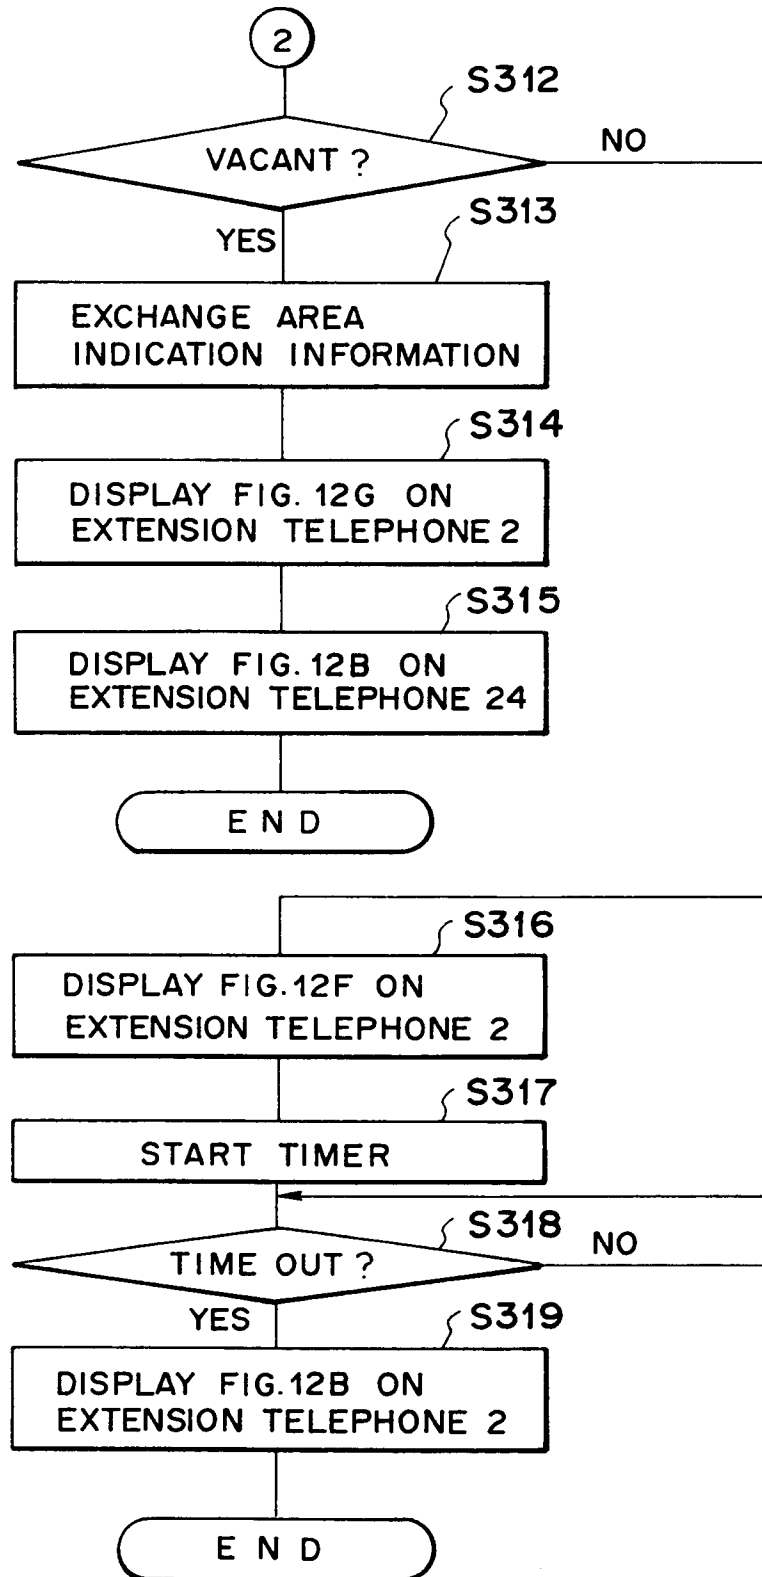 2
S312
VACANT ?
NO
YES
S313
EXCHANGE AREA
INDICATION INFORMATION
S314
DISPLAY FIG. 12G ON
EXTENSION TELEPHONE 2
S315
DISPLAY FIG. 12B ON
EXTENSION TELEPHONE 24
END
S316
DISPLAY FIG. 12F ON
EXTENSION TELEPHONE 2
S317
START TIMER
S318
TIME OUT ?
NO
YES
S319
DISPLAY FIG. 12B ON
EXTENSION TELEPHONE 2
END